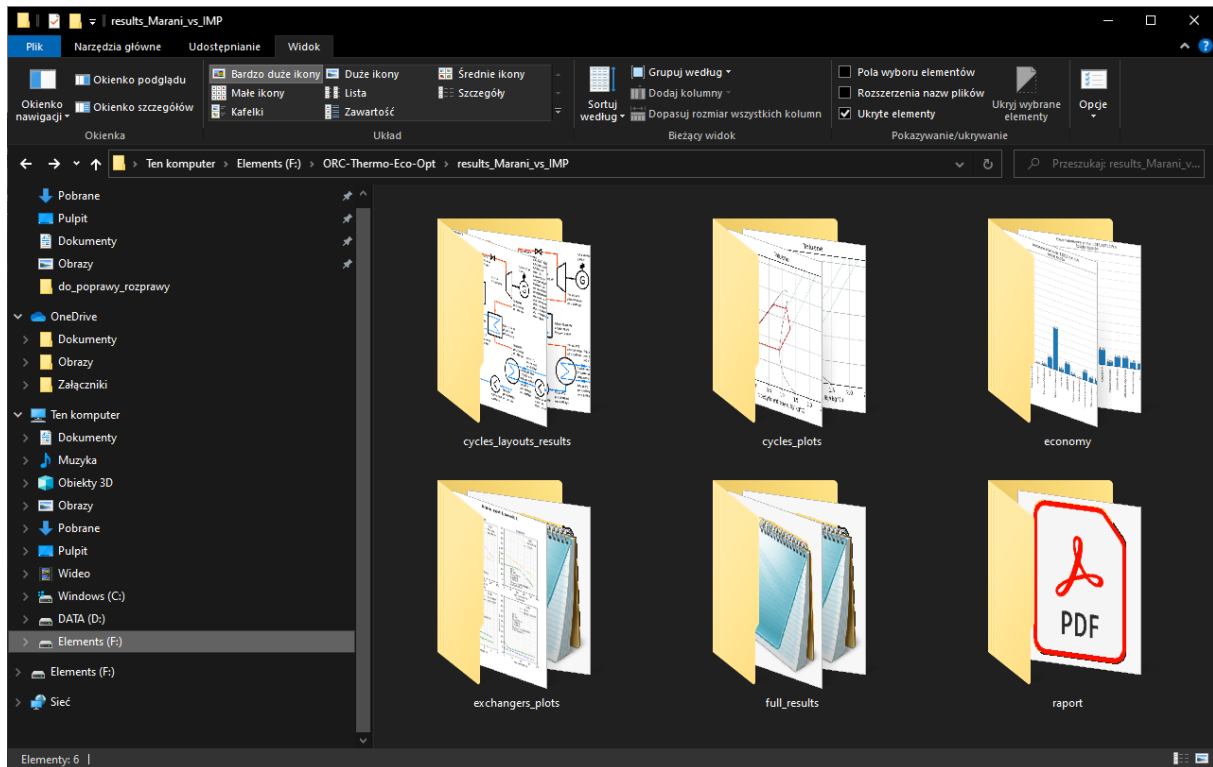 results_Marani_vs_IMP
Plik Narzędzia główne Udostępnianie Widok
Okienko nawigacji
Okienko podglądu
Okienko szczegółów
Okienka
Bardzo duże ikony Duże ikony Średnie ikony
Małe ikony Lista Szczegóły
Kafelki Zawartość
Układ
Sortuj według
Grupuj według
Dodaj kolumny
Dopasuj rozmiar wszystkich kolumn
Bieżący widok
Pola wyboru elementów
Rozszerzenia nazw plików
Ukryte elementy
Ukryj wybrane elementy
Pokazywanie/ukrywanie
Opcje
Ten komputer Elements (F:) ORC-Thermo-Eco-Opt results_Marani_vs_IMP
Przeszukaj: results_Marani_v...
Pobrane
Pulpit
Dokumenty
Obrazy
do_poprawy_rozprawy
OneDrive
Dokumenty
Obrazy
Załączniki
Ten komputer
Dokumenty
Muzyka
Obiekty 3D
Obrazy
Pobrane
Pulpit
Wideo
Windows (C:)
DATA (D:)
Elements (F:)
Elements (F:)
Sieć
cycles_layouts_results
cycles_plots
economy
exchangers_plots
full_results
PDF
raport
Elementy: 6